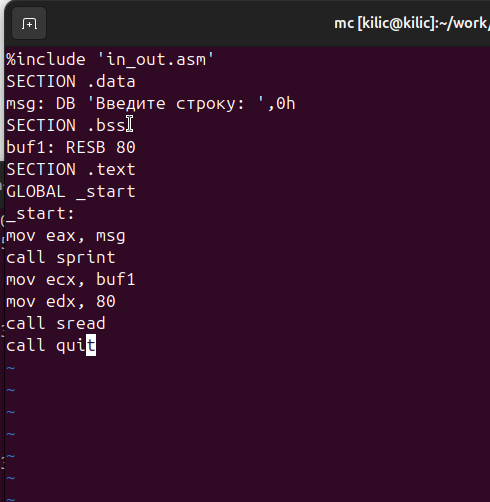 mc [kilic@kilic]:~/work/
%include 'in_out.asm'
SECTION .data
msg: DB 'Введите строку: ',0h
SECTION .bss
buf1: RESB 80
SECTION .text
GLOBAL _start
_start:
mov eax, msg
call sprint
mov ecx, buf1
mov edx, 80
call sread
call quit
~
~
~
~
~
~